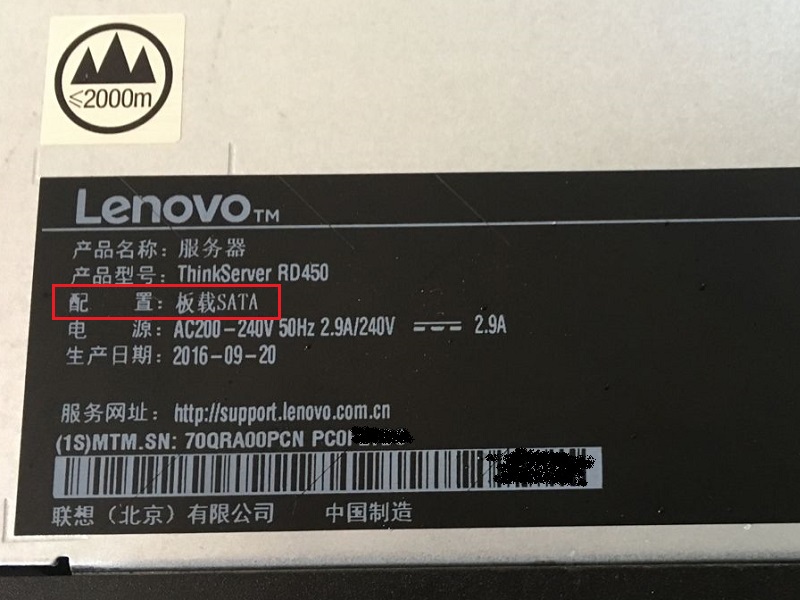 ≤2000m
Lenovo™
产品名称：服务器
产品型号：ThinkServer RD450
配 置：板载SATA
电 源：AC200-240V 50Hz 2.9A/240V ⎓ 2.9A
生产日期：2016-09-20
服务网址：http://support.lenovo.com.cn
(1S)MTM.SN: 70QRA00PCN PC0
联想（北京）有限公司 中国制造